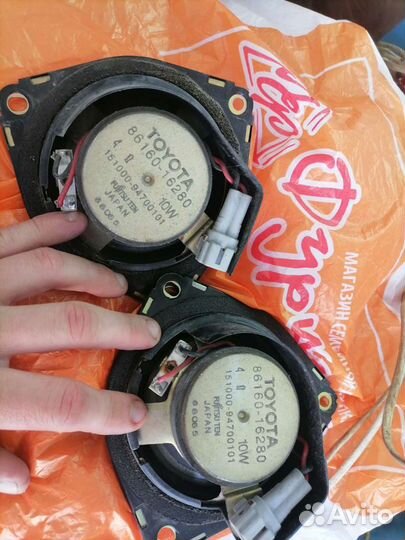 TOYOTA
86160-16280
4 Ω 10W
151000-94700101
FUJITSU TEN
JAPAN
TOYOTA
86160-16280
4 Ω 10W
151000-94700101
FUJITSU TEN
JAPAN
МАГАЗИН
Avito